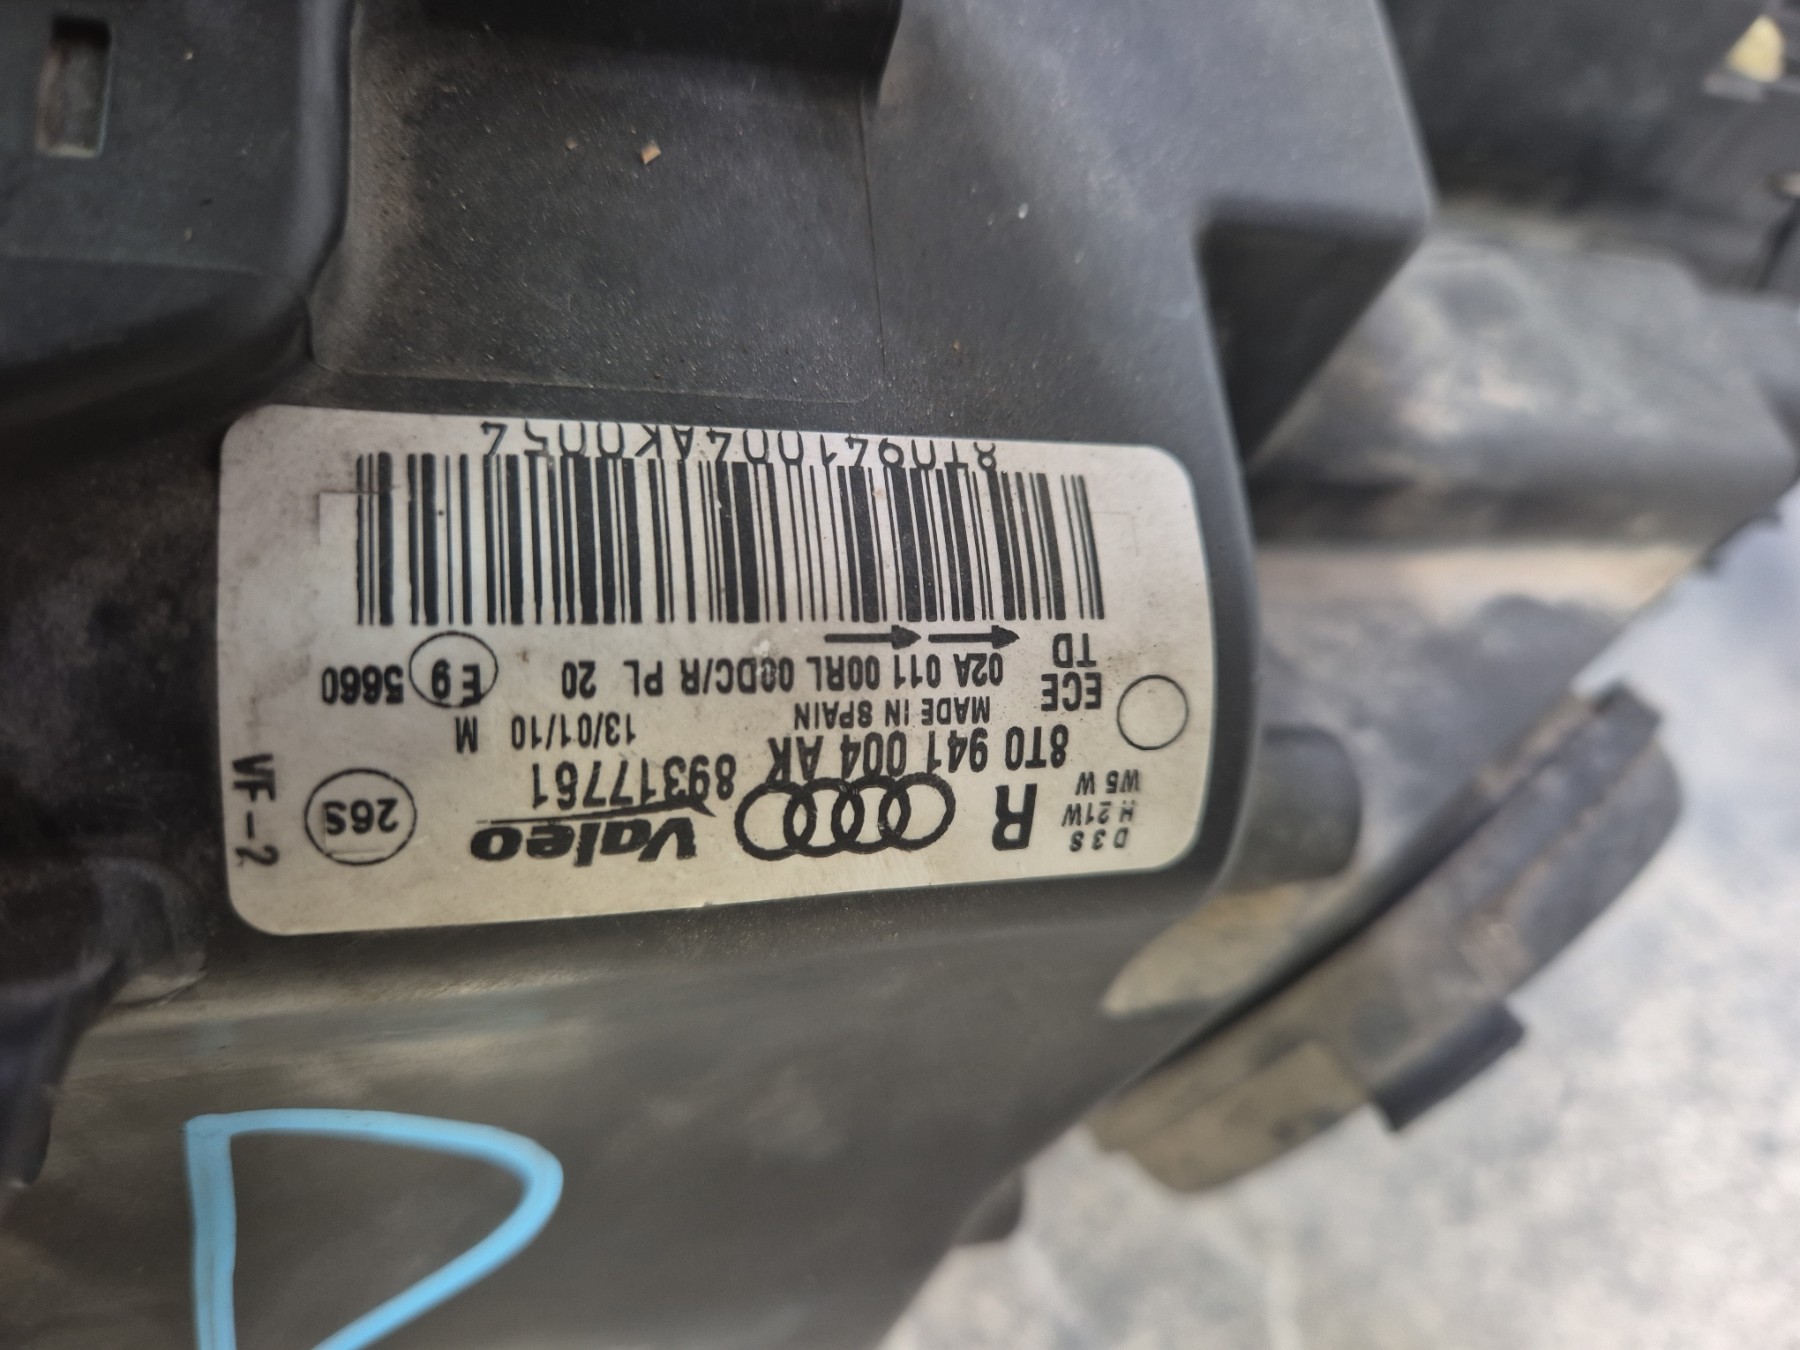 D3S
H21W
W5W
R
Valeo
26S
VF-2
8T0 941 004 AK
89317761
MADE IN SPAIN
13/01/10
M
ECE
TD
02A 011 00RL 08DC/R PL 20
E9
5660
8T0941004AK0054
D